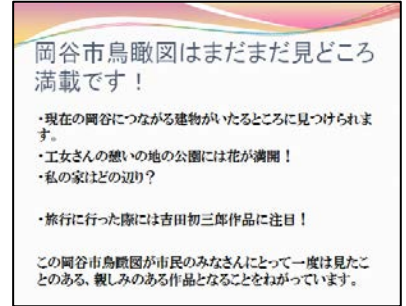 岡谷市鳥瞰図はまだまだ見どころ
満載です！
・現在の岡谷につながる建物がいたるところに見つけられま
す。
・工女さんの憩いの地の公園には花が満開！
・私の家はどの辺り？
・旅行に行った際には吉田初三郎作品に注目！
この岡谷市鳥瞰図が市民のみなさんにとって一度は見たこ
とのある、親しみのある作品となることをねがっています。